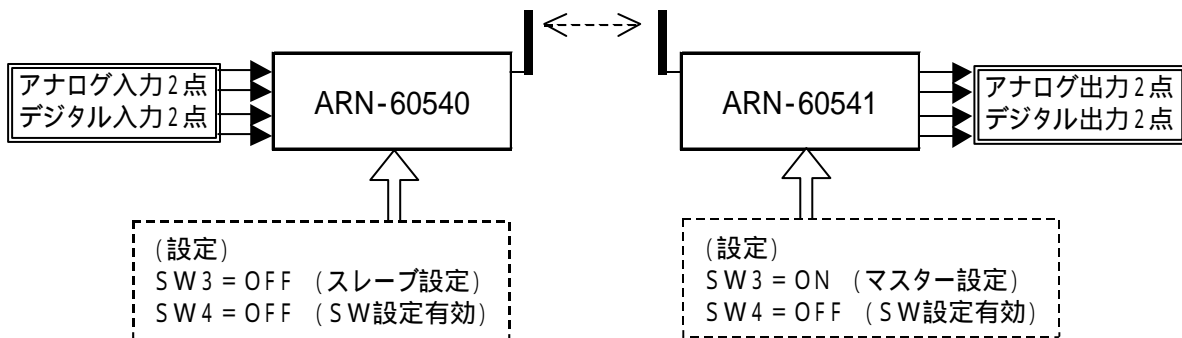 アナログ入力2点
デジタル入力2点
ARN-60540
ARN-60541
アナログ出力2点
デジタル出力2点
(設定)
SW3=OFF (スレーブ設定)
SW4=OFF (SW設定有効)
(設定)
SW3=ON (マスター設定)
SW4=OFF (SW設定有効)